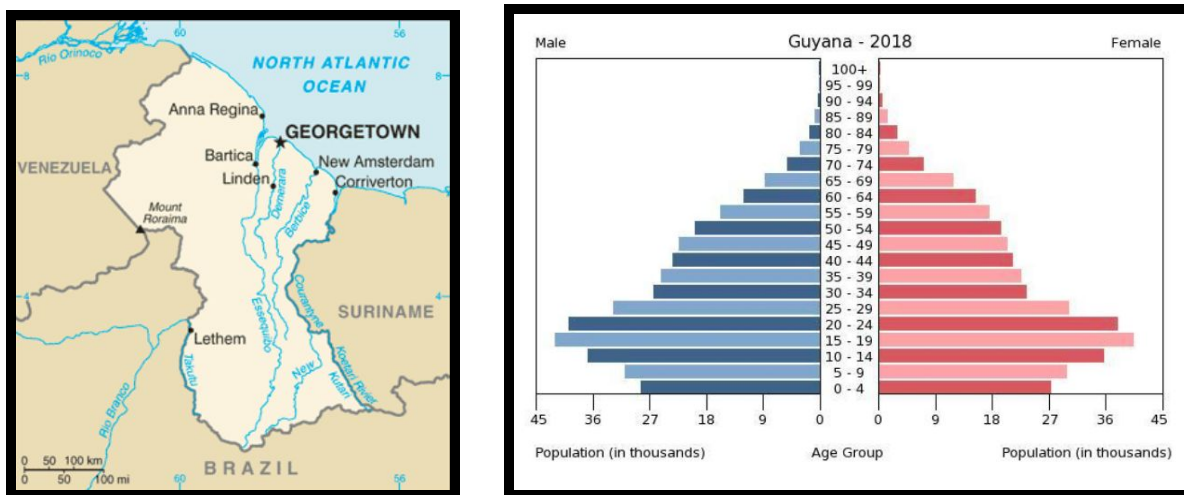 60
56
Rio Orinoco
8
8
NORTH ATLANTIC
OCEAN
Anna Regina
GEORGETOWN
VENEZUELA
Bartica
New Amsterdam
Linden
Corriverton
Demerara
Berbice
Mount
Roraima
4
4
Essequibo
Courantyne
SURINAME
Lethem
Takutu
New
Koetari Rivier
Kutari
Rio Branco
0 50 100 km
0 50 100 mi
BRAZIL
60
56
Male
Guyana - 2018
Female
100+
95 - 99
90 - 94
85 - 89
80 - 84
75 - 79
70 - 74
65 - 69
60 - 64
55 - 59
50 - 54
45 - 49
40 - 44
35 - 39
30 - 34
25 - 29
20 - 24
15 - 19
10 - 14
5 - 9
0 - 4
45 36 27 18 9 0 0 9 18 27 36 45
Population (in thousands) Age Group Population (in thousands)